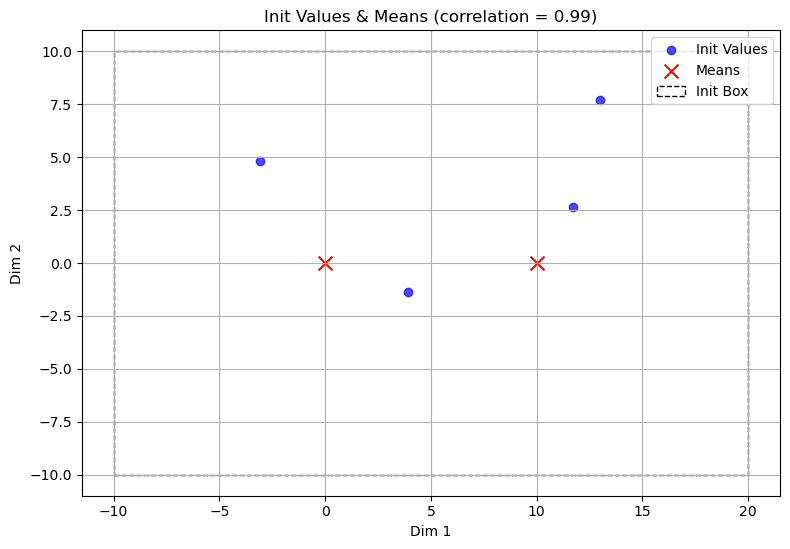 Init Values & Means (correlation = 0.99)
Init Values
Means
Init Box
10.0
7.5
5.0
2.5
0.0
−2.5
−5.0
−7.5
−10.0
Dim 2
−10 −5 0 5 10 15 20
Dim 1